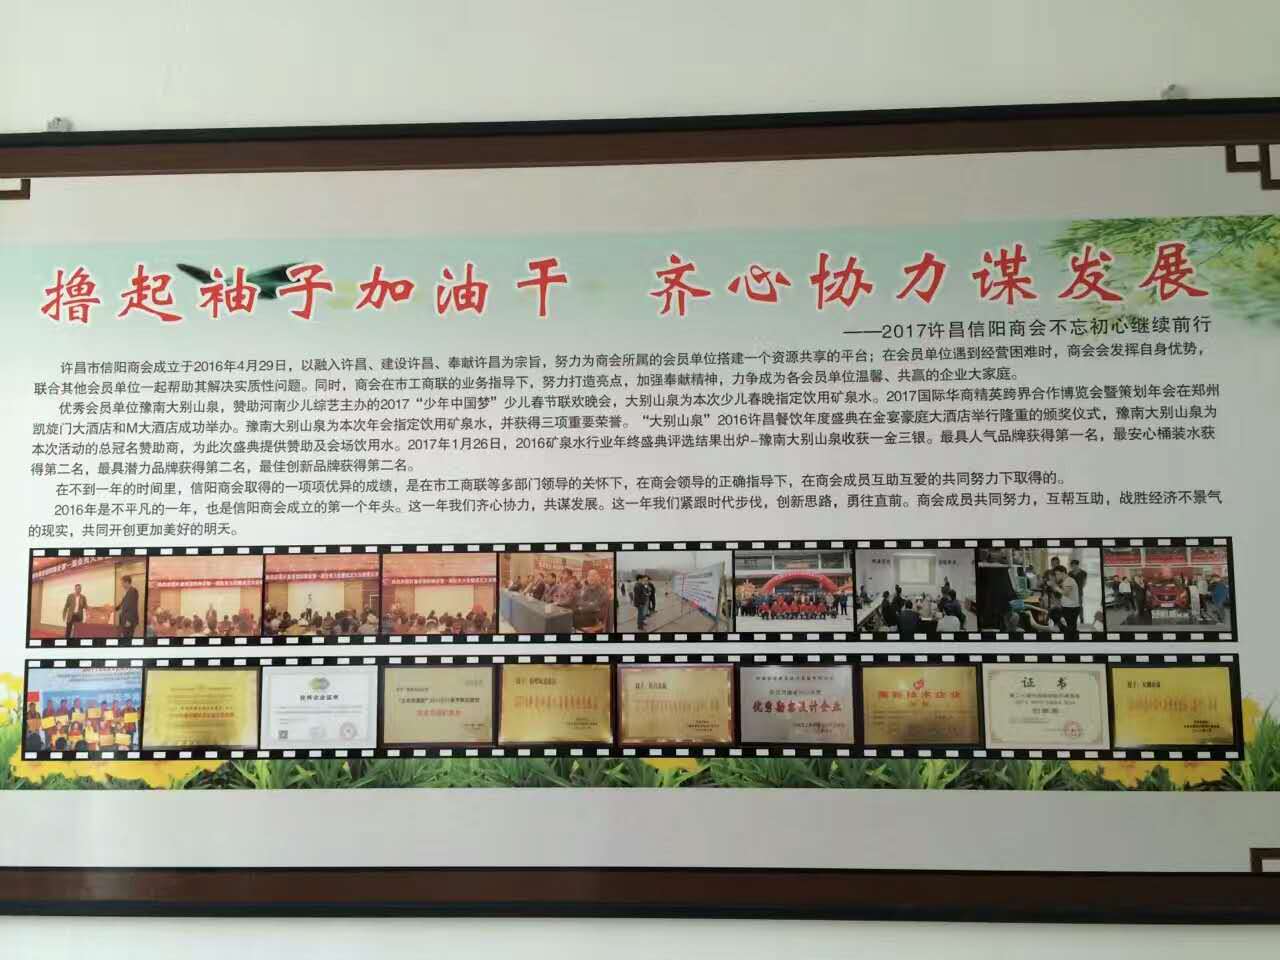 撸起袖子加油干 齐心协力谋发展
——2017许昌信阳商会不忘初心继续前行
许昌市信阳商会成立于2016年4月29日，以融入许昌、建设许昌、奉献许昌为宗旨，努力为商会所属的会员单位搭建一个资源共享的平台；在会员单位遇到经营困难时，商会会发挥自身优势，
联合其他会员单位一起帮助其解决实质性问题。同时，商会在市工商联的业务指导下，努力打造亮点，加强奉献精神，力争成为各会员单位温馨、共赢的企业大家庭。
优秀会员单位豫南大别山泉，赞助河南少儿综艺主办的2017“少年中国梦”少儿春节联欢晚会，大别山泉为本次少儿春晚指定饮用矿泉水。2017国际华商精英跨界合作博览会暨策划年会在郑州
凯旋门大酒店和M大酒店成功举办。豫南大别山泉为本次年会指定饮用矿泉水，并获得三项重要荣誉。“大别山泉”2016许昌餐饮年度盛典在金宴豪庭大酒店举行隆重的颁奖仪式，豫南大别山泉为
本次活动的总冠名赞助商，为此次盛典提供赞助及会场饮用水。2017年1月26日，2016矿泉水行业年终盛典评选结果出炉-豫南大别山泉收获一金三银。最具人气品牌获得第一名，最安心桶装水获
得第二名，最具潜力品牌获得第二名，最佳创新品牌获得第二名。
在不到一年的时间里，信阳商会取得的一项项优异的成绩，是在市工商联等多部门领导的关怀下，在商会领导的正确指导下，在商会成员互助互爱的共同努力下取得的。
2016年是不平凡的一年，也是信阳商会成立的第一个年头。这一年我们齐心协力，共谋发展。这一年我们紧跟时代步伐，创新思路，勇往直前。商会成员共同努力，互帮互助，战胜经济不景气
的现实，共同开创更加美好的明天。
优秀勘察设计企业
高新技术企业
证书